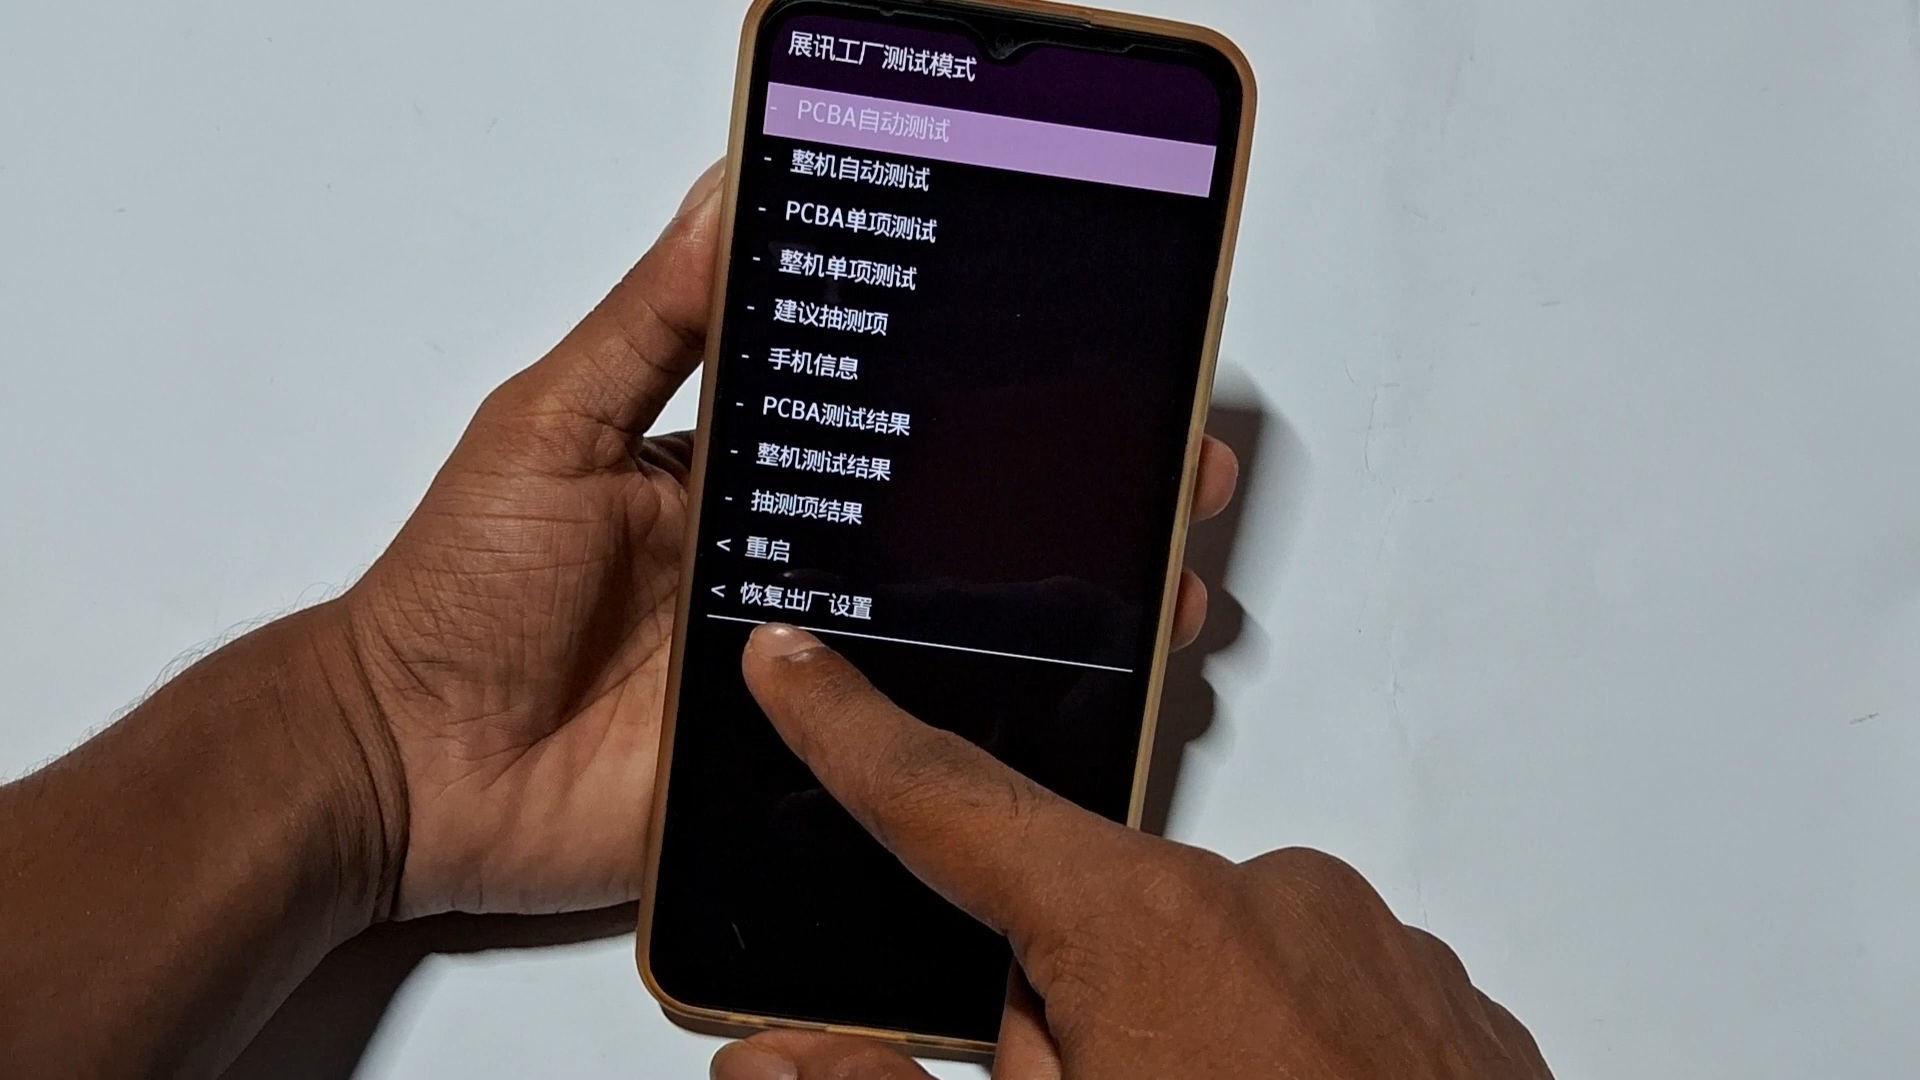 展讯工厂测试模式
- PCBA自动测试
- 整机自动测试
- PCBA单项测试
- 整机单项测试
- 建议抽测项
- 手机信息
- PCBA测试结果
- 整机测试结果
- 抽测项结果
< 重启
< 恢复出厂设置